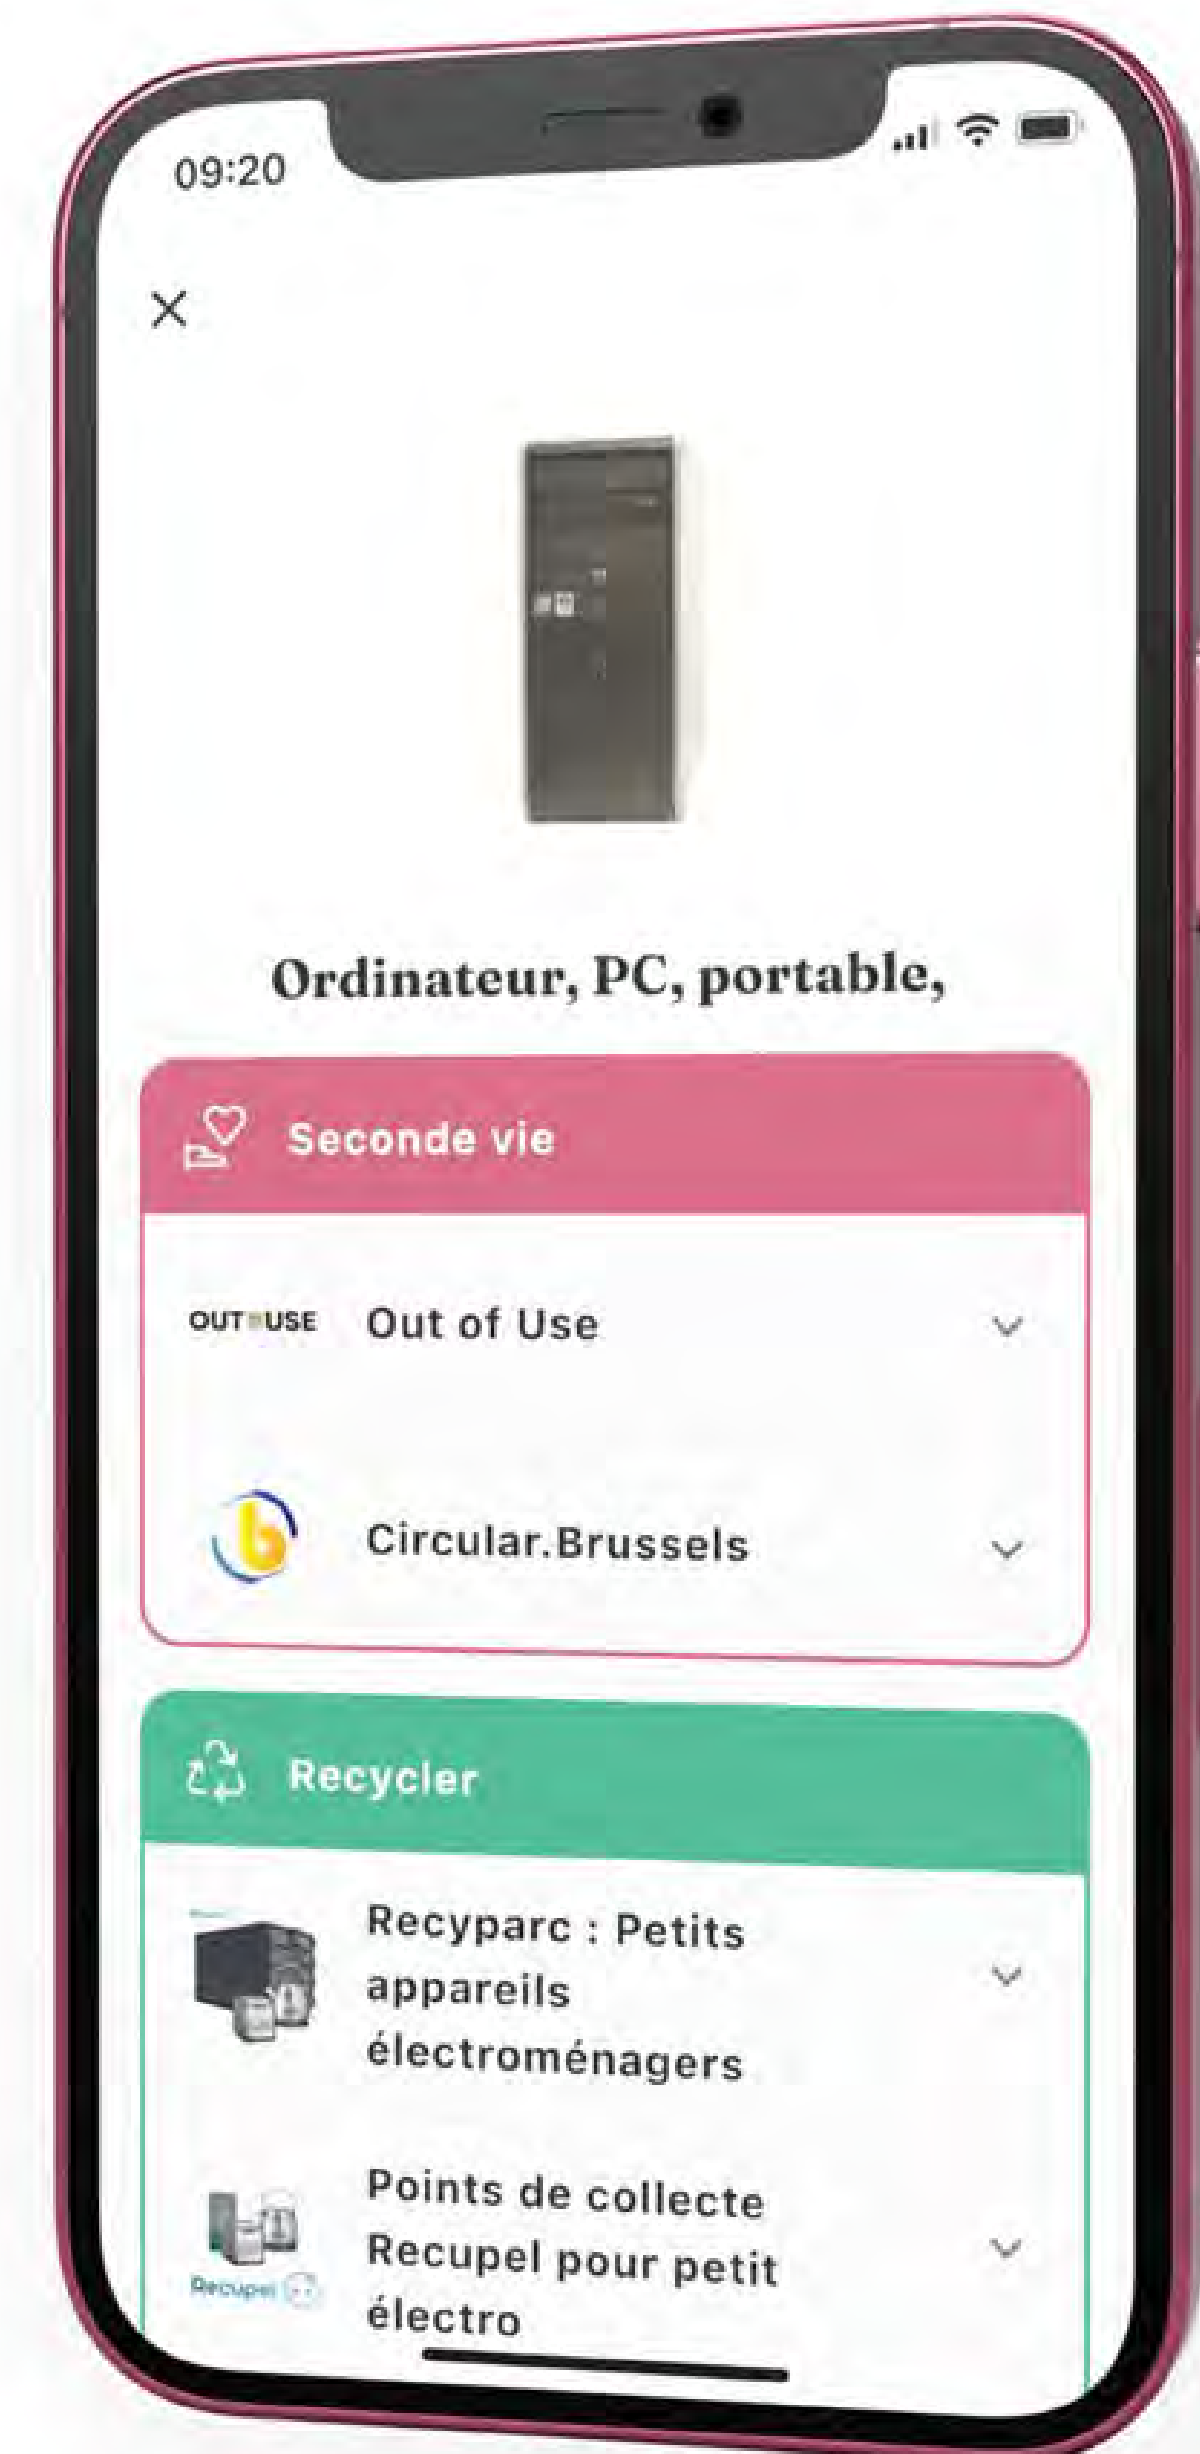 09:20
Ordinateur, PC, portable,
Seconde vie
OUT OF USE Out of Use
b Circular.Brussels
Recycler
Recyparc : Petits
appareils
électroménagers
Points de collecte
Recupel pour petit
électro
Recupel